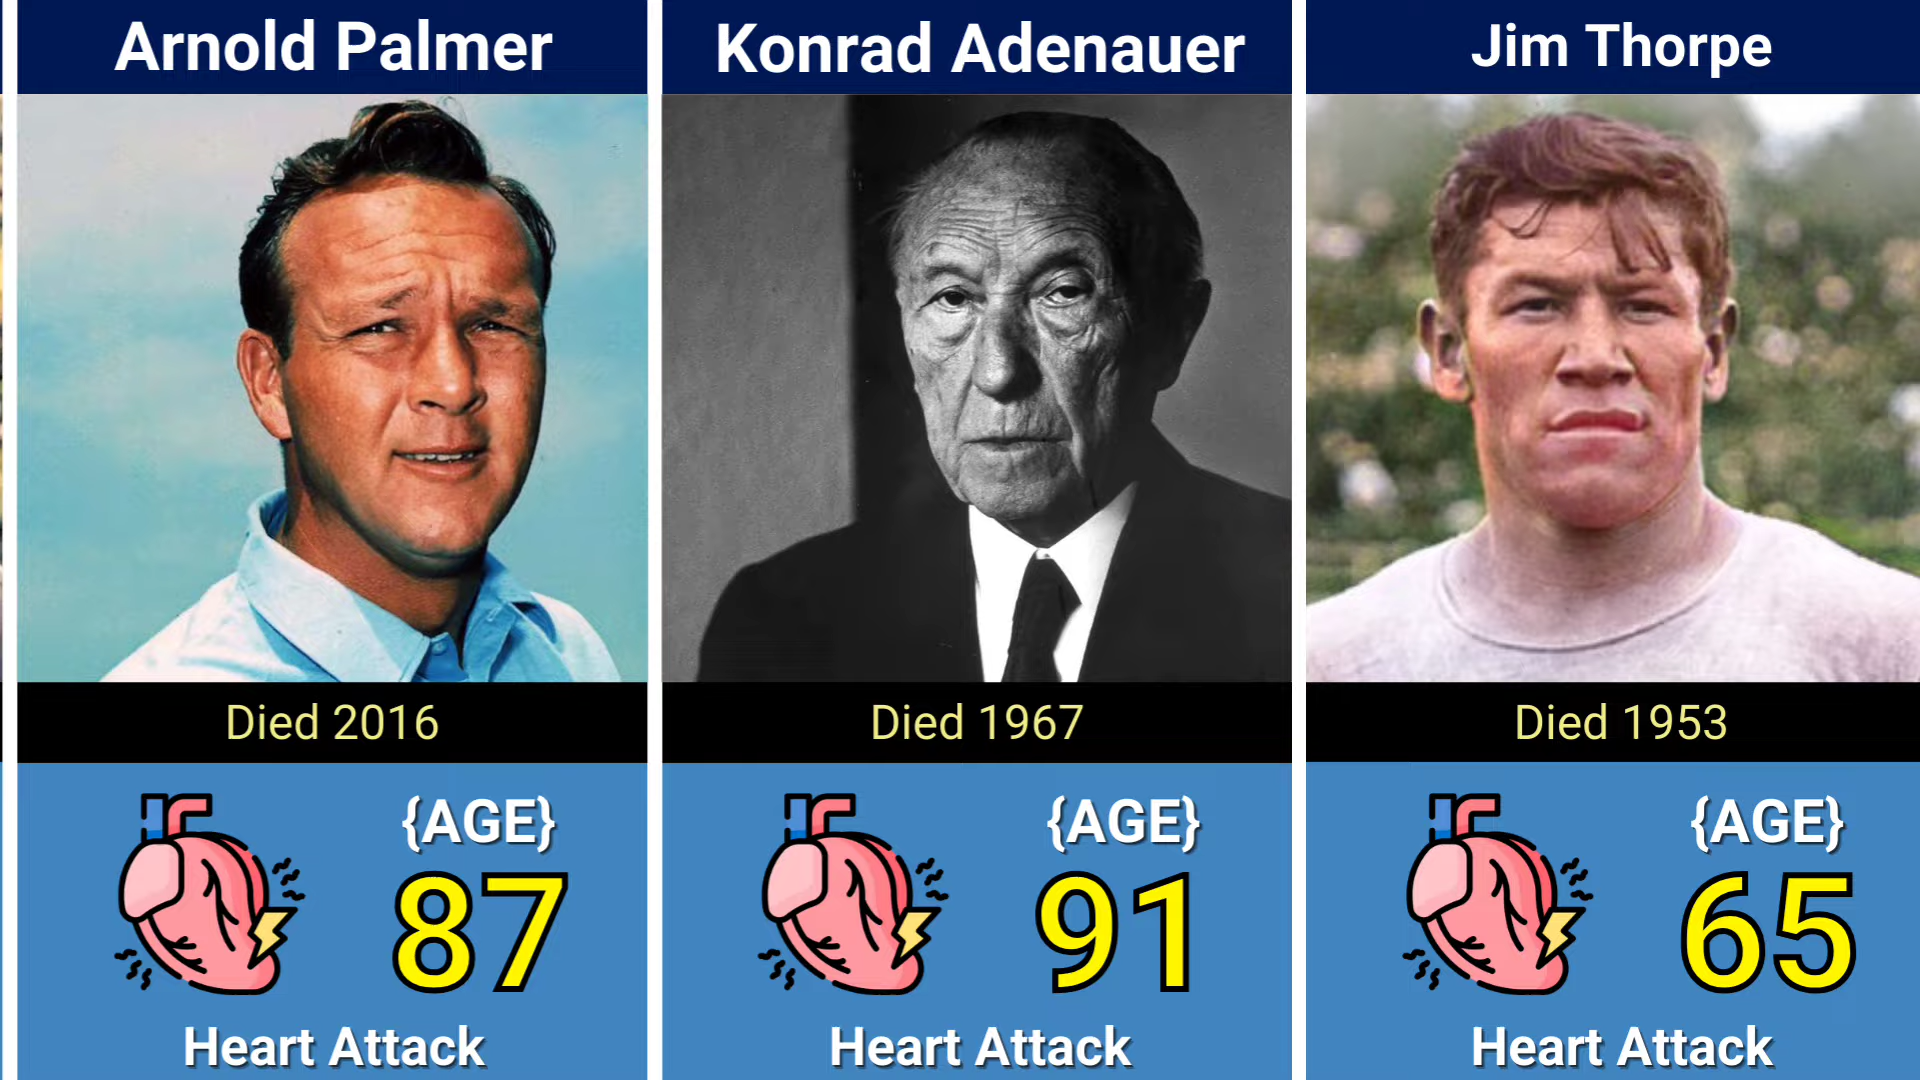 Arnold Palmer
Died 2016
{AGE}
87
Heart Attack
Konrad Adenauer
Died 1967
{AGE}
91
Heart Attack
Jim Thorpe
Died 1953
{AGE}
65
Heart Attack